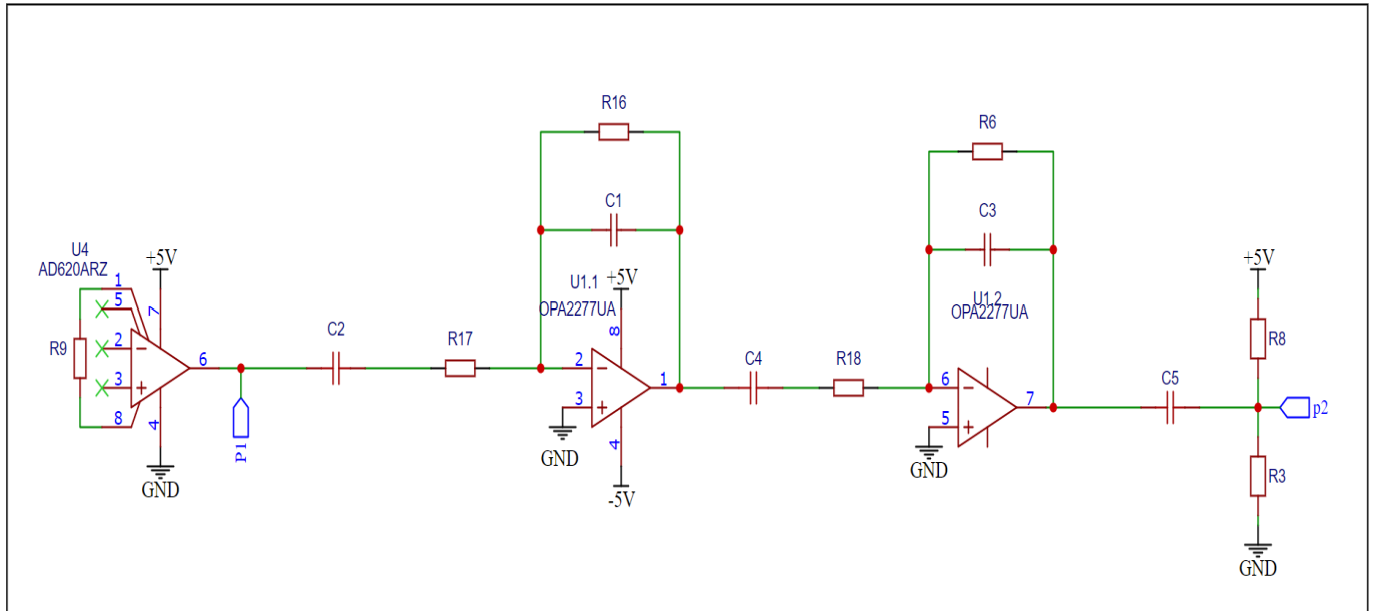 R16
R6
C1
C3
U4
AD620ARZ
+5V
1
5
7
2
3
8
R9
6
4
GND
P1
C2
R17
U1.1
+5V
OPA2277UA
8
2
3
1
4
GND
-5V
C4
R18
U1.2
OPA2277UA
6
5
7
GND
C5
+5V
R8
p2
R3
GND